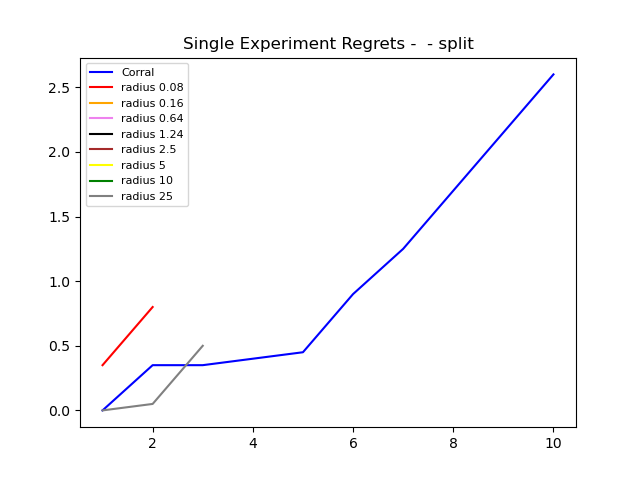 Single Experiment Regrets -  - split
Corral
radius 0.08
radius 0.16
radius 0.64
radius 1.24
radius 2.5
radius 5
radius 10
radius 25
2.5
2.0
1.5
1.0
0.5
0.0
2 4 6 8 10